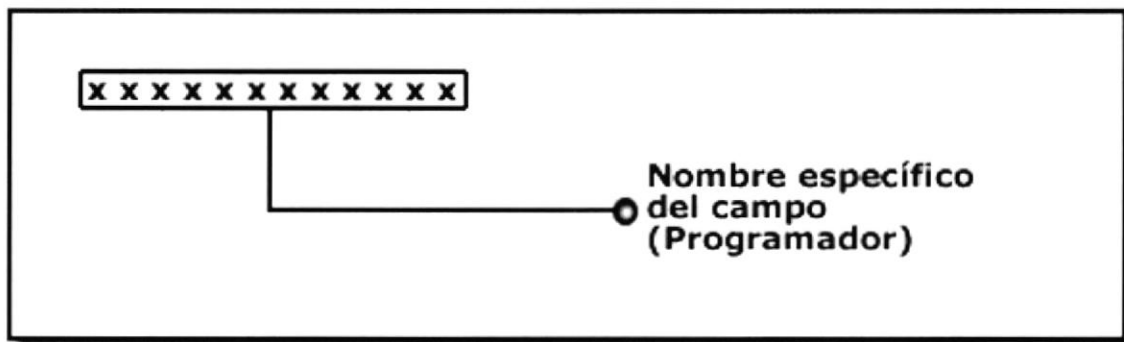 x x x x x x x x x x x x
Nombre específico
del campo
(Programador)